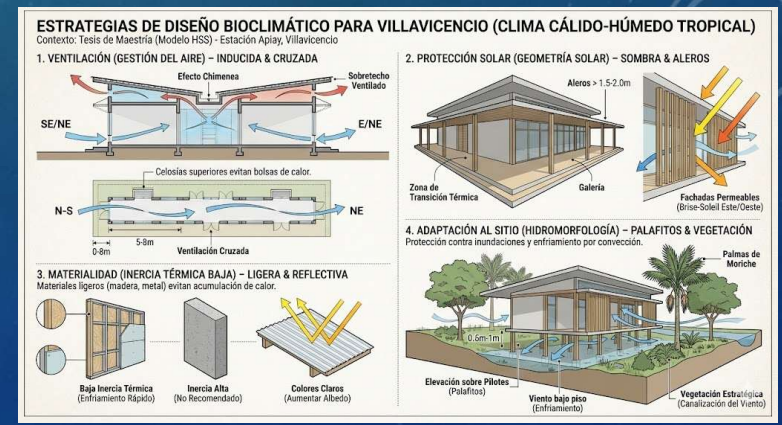 ESTRATEGIAS DE DISEÑO BIOCLIMÁTICO PARA VILLAVICENCIO (CLIMA CÁLIDO-HÚMEDO TROPICAL)
Contexto: Tesis de Maestría (Modelo HSS) - Estación Apiay, Villavicencio
1. VENTILACIÓN (GESTIÓN DEL AIRE) – INDUCIDA & CRUZADA
Efecto Chimenea
Sobretecho
Ventilado
SE/NE
E/NE
Celosías superiores evitan bolsas de calor.
N-S
NE
5-8m
0-8m
Ventilación Cruzada
2. PROTECCIÓN SOLAR (GEOMETRÍA SOLAR) – SOMBRA & ALEROS
Aleros > 1.5-2.0m
Zona de
Transición Térmica
Galería
Fachadas Permeables
(Brise-Soleil Este/Oeste)
3. MATERIALIDAD (INERCIA TÉRMICA BAJA) – LIGERA & REFLECTIVA
Materiales ligeros (madera, metal) evitan acumulación de calor.
Baja Inercia Térmica
(Enfriamiento Rápido)
Inercia Alta
(No Recomendado)
Colores Claros
(Aumentar Albedo)
4. ADAPTACIÓN AL SITIO (HIDROMORFOLOGÍA) – PALAFITOS & VEGETACIÓN
Protección contra inundaciones y enfriamiento por convección.
Palmas de
Moriche
0.6m-1m
Elevación sobre Pilotes
(Palafitos)
Viento bajo piso
(Enfriamiento)
Vegetación Estratégica
(Canalización del Viento)